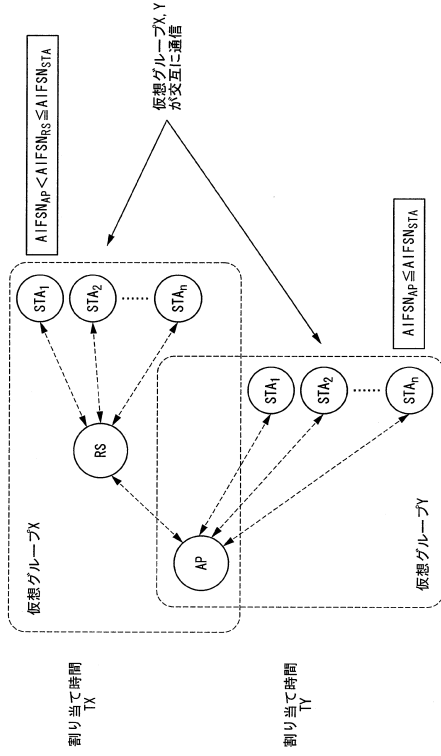 割り当て時間
TX
仮想グループX
AIFSN_AP<AIFSN_RS≦AIFSN_STA
STA1
STA2
……
STAn
RS
仮想グループX, Y
が交互に通信
AP
割り当て時間
TY
仮想グループY
STA1
STA2
……
STAn
AIFSN_AP≦AIFSN_STA